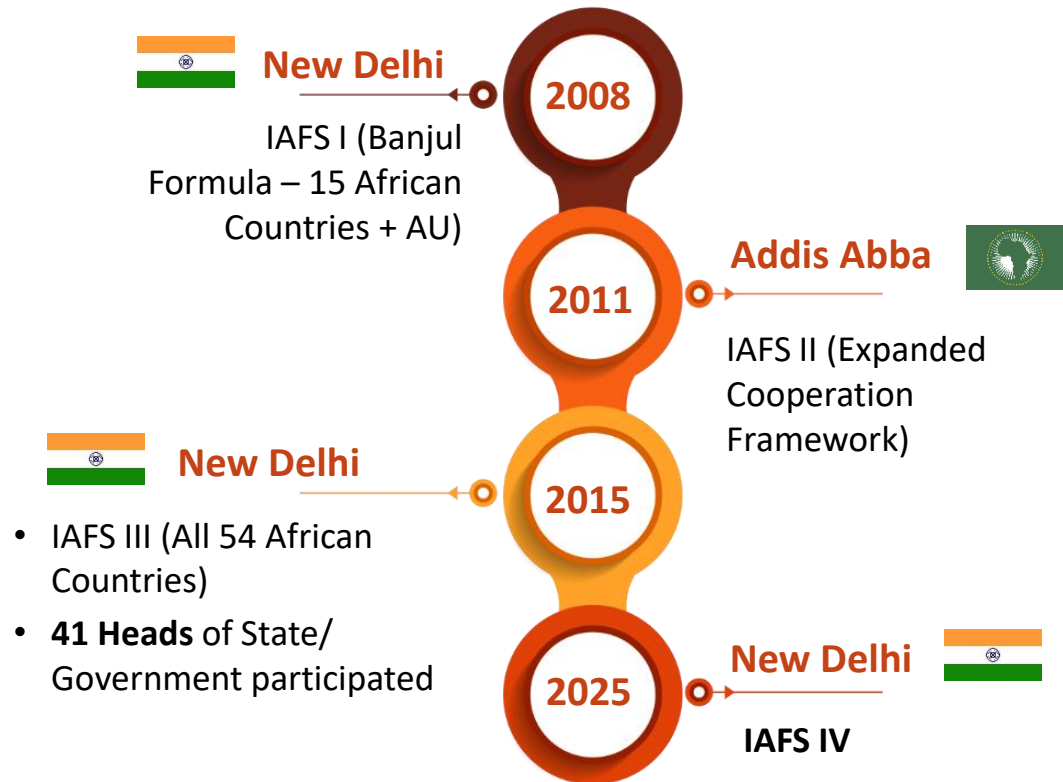 New Delhi
2008
IAFS I (Banjul
Formula – 15 African
Countries + AU)
Addis Abba
2011
IAFS II (Expanded
Cooperation
Framework)
New Delhi
2015
• IAFS III (All 54 African
Countries)
• 41 Heads of State/
Government participated
New Delhi
2025
IAFS IV